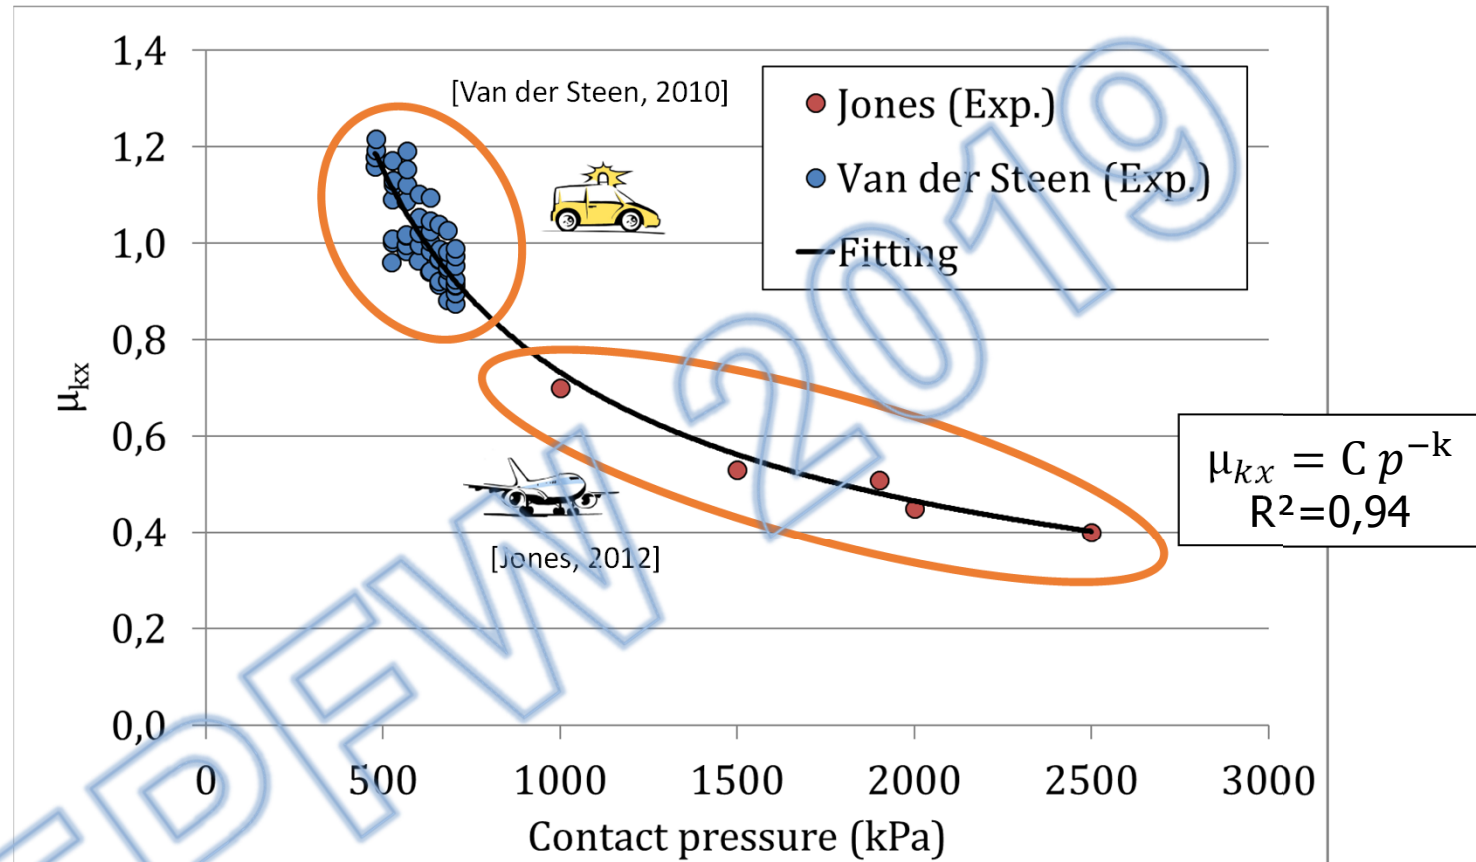 1,4
1,2
1,0
0,8
0,6
0,4
0,2
0,0
μkx
[Van der Steen, 2010]
Jones (Exp.)
Van der Steen (Exp.)
Fitting
[Jones, 2012]
μkx = C p−k
R²=0,94
0 500 1000 1500 2000 2500 3000
Contact pressure (kPa)
EPFW 2019